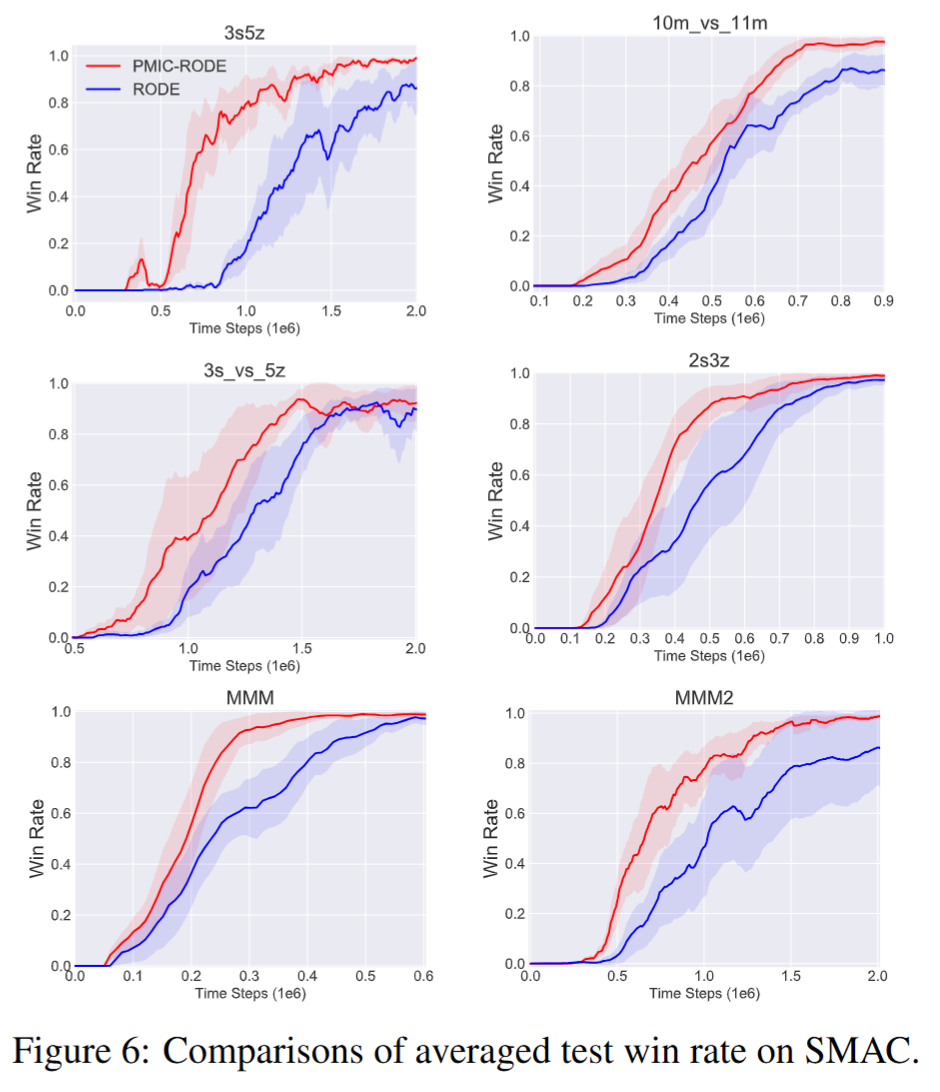 3s5z
PMIC-RODE
RODE
Win Rate
1.0
0.8
0.6
0.4
0.2
0.0
0.0 0.5 1.0 1.5 2.0
Time Steps (1e6)
10m_vs_11m
Win Rate
1.0
0.8
0.6
0.4
0.2
0.0
0.1 0.2 0.3 0.4 0.5 0.6 0.7 0.8 0.9
Time Steps (1e6)
3s_vs_5z
Win Rate
1.0
0.8
0.6
0.4
0.2
0.0
0.5 1.0 1.5 2.0
Time Steps (1e6)
2s3z
Win Rate
1.0
0.8
0.6
0.4
0.2
0.0
0.0 0.1 0.2 0.3 0.4 0.5 0.6 0.7 0.8 0.9 1.0
Time Steps (1e6)
MMM
Win Rate
1.0
0.8
0.6
0.4
0.2
0.0
0.0 0.1 0.2 0.3 0.4 0.5 0.6
Time Steps (1e6)
MMM2
Win Rate
1.0
0.8
0.6
0.4
0.2
0.0
0.0 0.5 1.0 1.5 2.0
Time Steps (1e6)
Figure 6: Comparisons of averaged test win rate on SMAC.